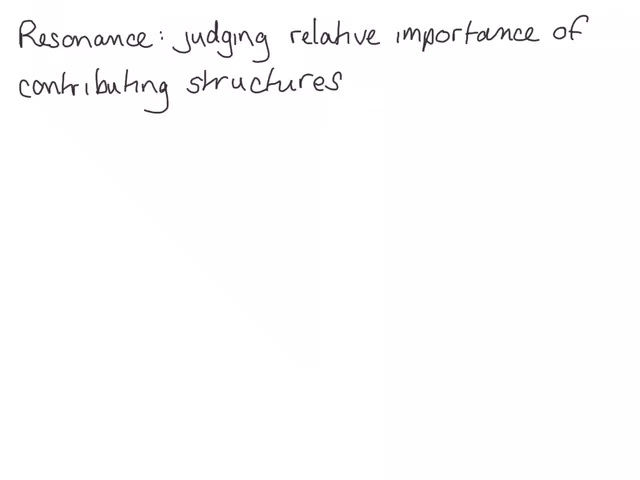 Resonance: judging relative importance of
contributing structures